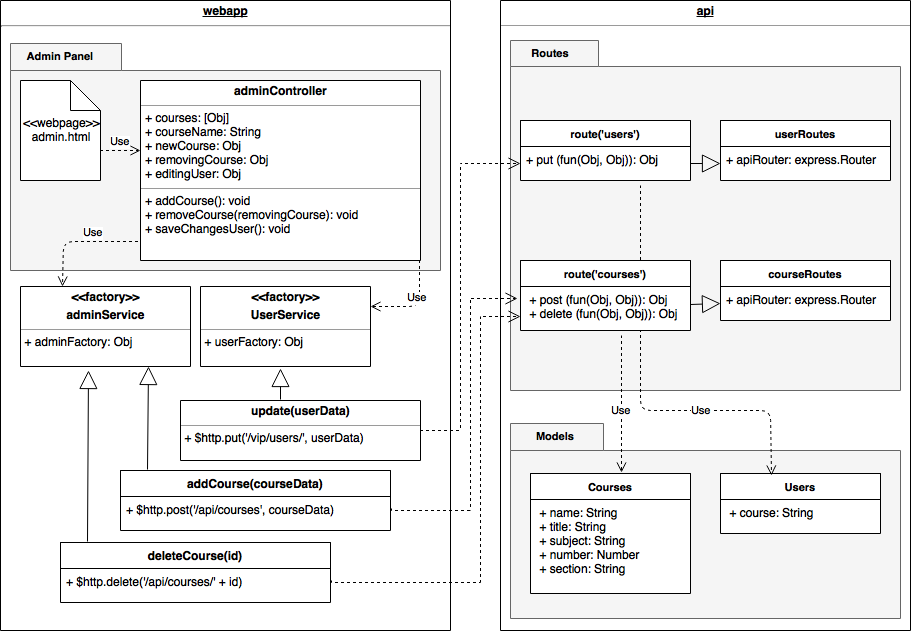 webapp
Admin Panel
<<webpage>>
admin.html
Use
adminController
+ courses: [Obj]
+ courseName: String
+ newCourse: Obj
+ removingCourse: Obj
+ editingUser: Obj
+ addCourse(): void
+ removeCourse(removingCourse): void
+ saveChangesUser(): void
Use
Use
<<factory>>
adminService
+ adminFactory: Obj
<<factory>>
UserService
+ userFactory: Obj
update(userData)
+ $http.put('/vip/users/', userData)
addCourse(courseData)
+ $http.post('/api/courses', courseData)
deleteCourse(id)
+ $http.delete('/api/courses/' + id)
api
Routes
route('users')
+ put (fun(Obj, Obj)): Obj
userRoutes
+ apiRouter: express.Router
route('courses')
+ post (fun(Obj, Obj)): Obj
+ delete (fun(Obj, Obj)): Obj
courseRoutes
+ apiRouter: express.Router
Use
Use
Models
Courses
+ name: String
+ title: String
+ subject: String
+ number: Number
+ section: String
Users
+ course: String